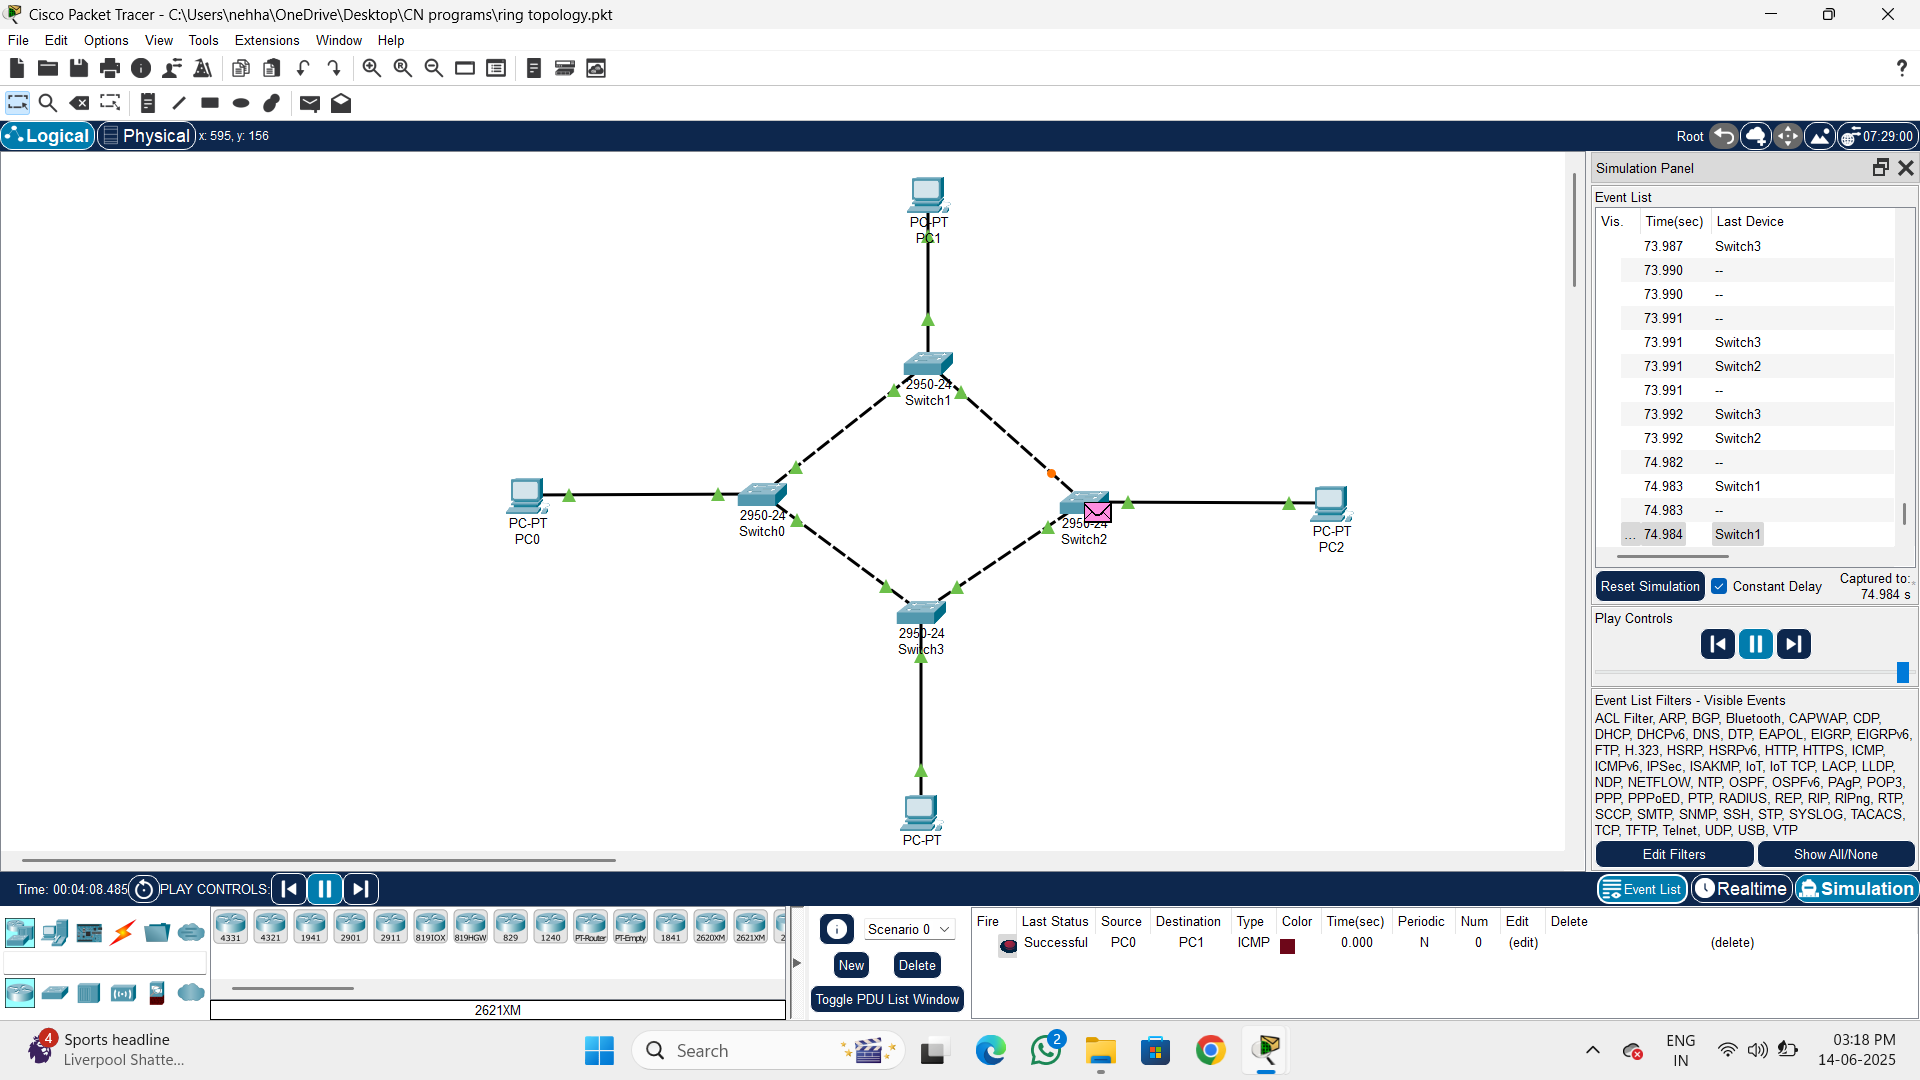 Cisco Packet Tracer - C:\Users\nehha\OneDrive\Desktop\CN programs\ring topology.pkt
File Edit Options View Tools Extensions Window Help
?
Logical Physical x: 595, y: 156
Root 07:29:00
PC-PT
PC1
2950-24
Switch1
PC-PT
PC0
2950-24
Switch0
2950-24
Switch2
PC-PT
PC2
2950-24
Switch3
PC-PT
Simulation Panel
Event List
Vis. Time(sec) Last Device
73.987 Switch3
73.990 --
73.990 --
73.991 --
73.991 Switch3
73.991 Switch2
73.991 --
73.992 Switch3
73.992 Switch2
74.982 --
74.983 Switch1
74.983 --
... 74.984 Switch1
Reset Simulation Constant Delay Captured to:
74.984 s
Play Controls
Event List Filters - Visible Events
ACL Filter, ARP, BGP, Bluetooth, CAPWAP, CDP,
DHCP, DHCPv6, DNS, DTP, EAPOL, EIGRP, EIGRPv6,
FTP, H.323, HSRP, HSRPv6, HTTP, HTTPS, ICMP,
ICMPv6, IPSec, ISAKMP, IoT, IoT TCP, LACP, LLDP,
NDP, NETFLOW, NTP, OSPF, OSPFv6, PAgP, POP3,
PPP, PPPoED, PTP, RADIUS, REP, RIP, RIPng, RTP,
SCCP, SMTP, SNMP, SSH, STP, SYSLOG, TACACS,
TCP, TFTP, Telnet, UDP, USB, VTP
Edit Filters Show All/None
Time: 00:04:08.485 PLAY CONTROLS:
Event List Realtime Simulation
4331 4321 1941 2901 2911 819IOX 819HGW 829 1240 PT-Router PT-Empty 1841 2620XM 2621XM 2
2621XM
Scenario 0
New Delete
Toggle PDU List Window
Fire Last Status Source Destination Type Color Time(sec) Periodic Num Edit Delete
Successful PC0 PC1 ICMP 0.000 N 0 (edit) (delete)
4
Sports headline
Liverpool Shatte...
Search
2
ENG
IN
03:18 PM
14-06-2025